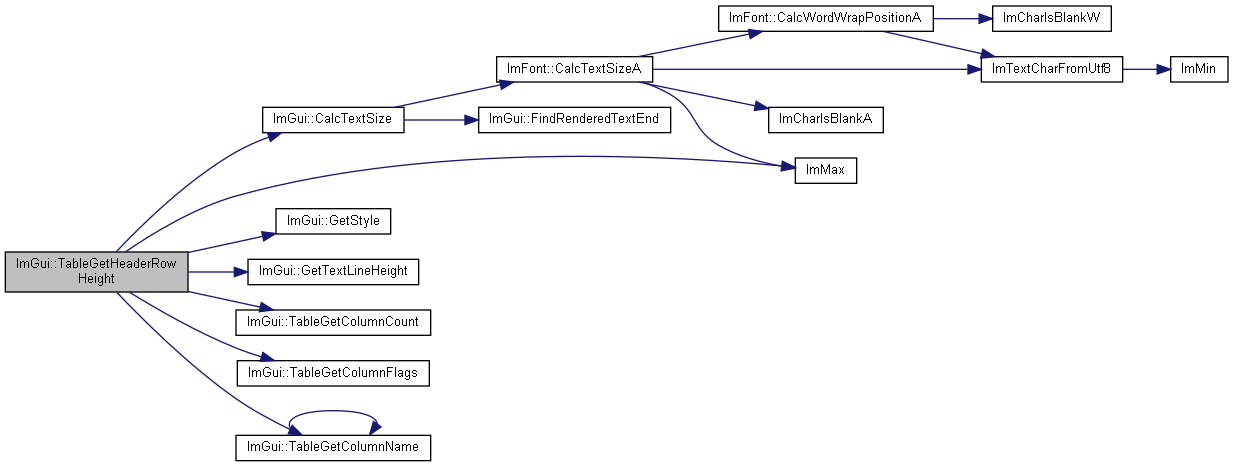 ImFont::CalcWordWrapPositionA
ImCharIsBlankW
ImFont::CalcTextSizeA
ImTextCharFromUtf8
ImMin
ImGui::CalcTextSize
ImGui::FindRenderedTextEnd
ImCharIsBlankA
ImMax
ImGui::GetStyle
ImGui::TableGetHeaderRow
Height
ImGui::GetTextLineHeight
ImGui::TableGetColumnCount
ImGui::TableGetColumnFlags
ImGui::TableGetColumnName